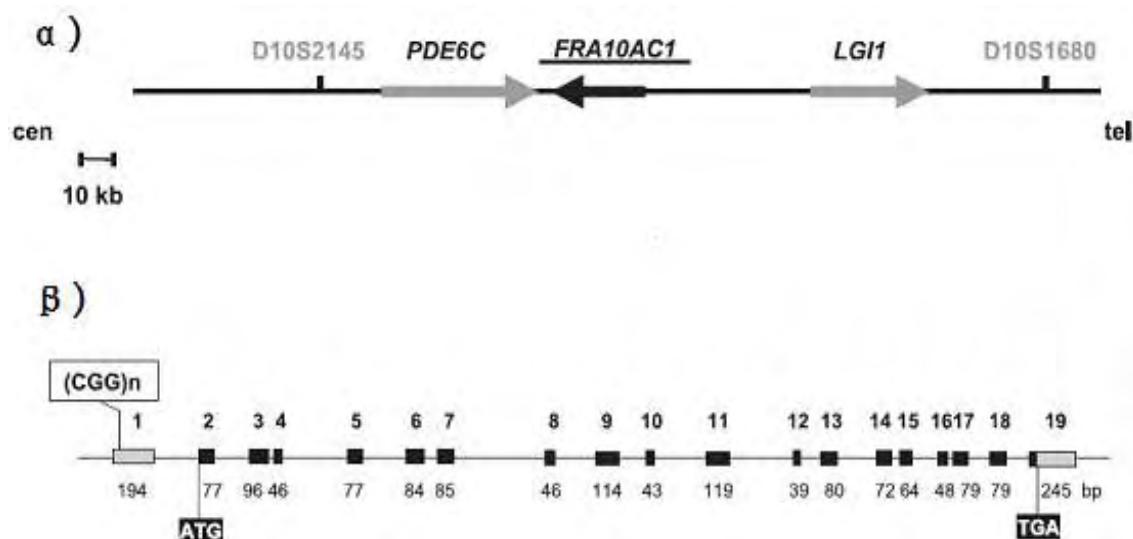 α )
D10S2145 PDE6C FRA10AC1 LGI1 D10S1680
cen tel
10 kb
β )
(CGG)n
1 2 3 4 5 6 7 8 9 10 11 12 13 14 15 16 17 18 19
194 77 96 46 77 84 85 46 114 43 119 39 80 72 64 48 79 79 245 bp
ATG TGA